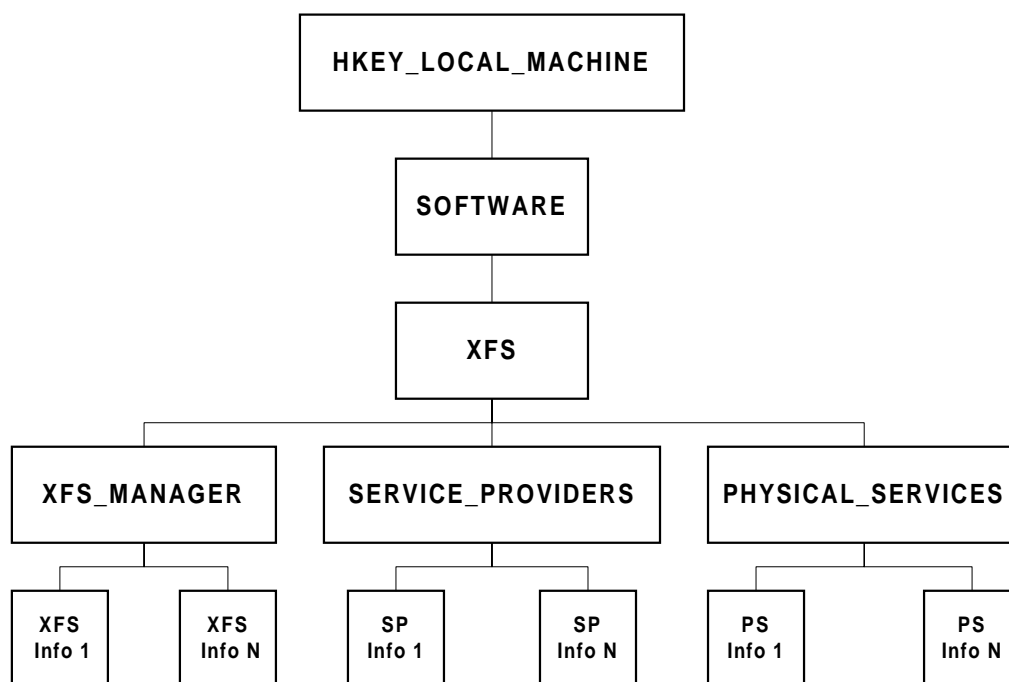 HKEY_LOCAL_MACHINE
SOFTWARE
XFS
XFS_MANAGER
SERVICE_PROVIDERS
PHYSICAL_SERVICES
XFS
Info 1
XFS
Info N
SP
Info 1
SP
Info N
PS
Info 1
PS
Info N